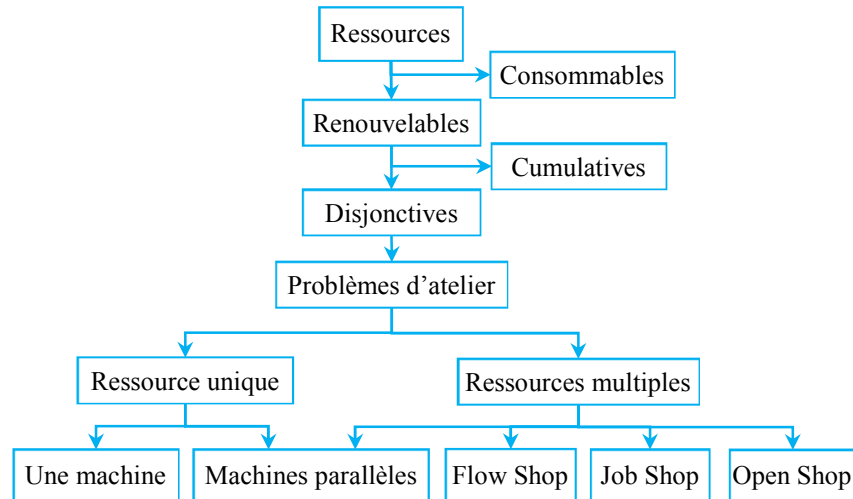 Ressources
Consommables
Renouvelables
Cumulatives
Disjonctives
Problèmes d'atelier
Ressource unique
Ressources multiples
Une machine
Machines parallèles
Flow Shop
Job Shop
Open Shop